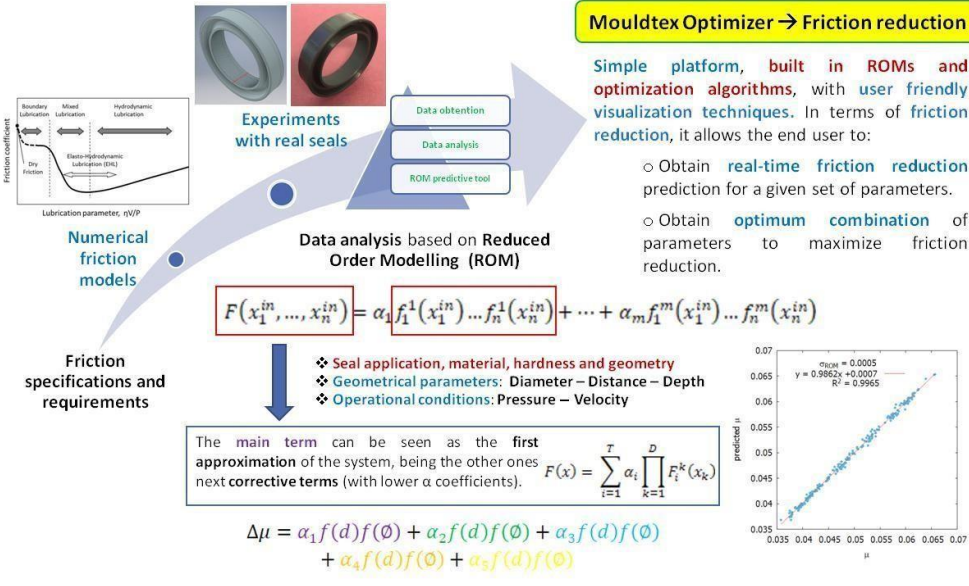 Mouldtex Optimizer → Friction reduction
Simple platform, built in ROMs and
optimization algorithms, with user friendly
visualization techniques. In terms of friction
reduction, it allows the end user to:
o Obtain real-time friction reduction
prediction for a given set of parameters.
o Obtain optimum combination of
parameters to maximize friction
reduction.
Experiments
with real seals
Data obtention
Data analysis
ROM predictive tool
Friction coefficient
Boundary Lubrication
Mixed Lubrication
Hydrodynamic Lubrication
Dry Friction
Elasto-Hydrodynamic
Lubrication (EHL)
Lubrication parameter, ηV/P
Numerical
friction
models
Data analysis based on Reduced
Order Modelling (ROM)
F(x₁ⁱⁿ, ..., xₙⁱⁿ) = α₁f₁¹(x₁ⁱⁿ) ... fₙ¹(xₙⁱⁿ) + ⋯ + αₘf₁ᵐ(x₁ⁱⁿ) ... fₙᵐ(xₙⁱⁿ)
Friction
specifications and
requirements
❖ Seal application, material, hardness and geometry
❖ Geometrical parameters: Diameter – Distance – Depth
❖ Operational conditions: Pressure – Velocity
The main term can be seen as the first
approximation of the system, being the other ones
next corrective terms (with lower α coefficients).
F(x) = ∑ᵢ₌₁ᵀ αᵢ ∏ₖ₌₁ᴰ Fᵢᵏ(xₖ)
Δμ = α₁f(d)f(∅) + α₂f(d)f(∅) + α₃f(d)f(∅)
+ α₄f(d)f(∅) + α₅f(d)f(∅)
σROM = 0.0005
y = 0.9862x +0.0007
R² = 0.9965
predicted μ
0.07
0.065
0.06
0.055
0.05
0.045
0.04
0.035
0.035 0.04 0.045 0.05 0.055 0.06 0.065 0.07
μ